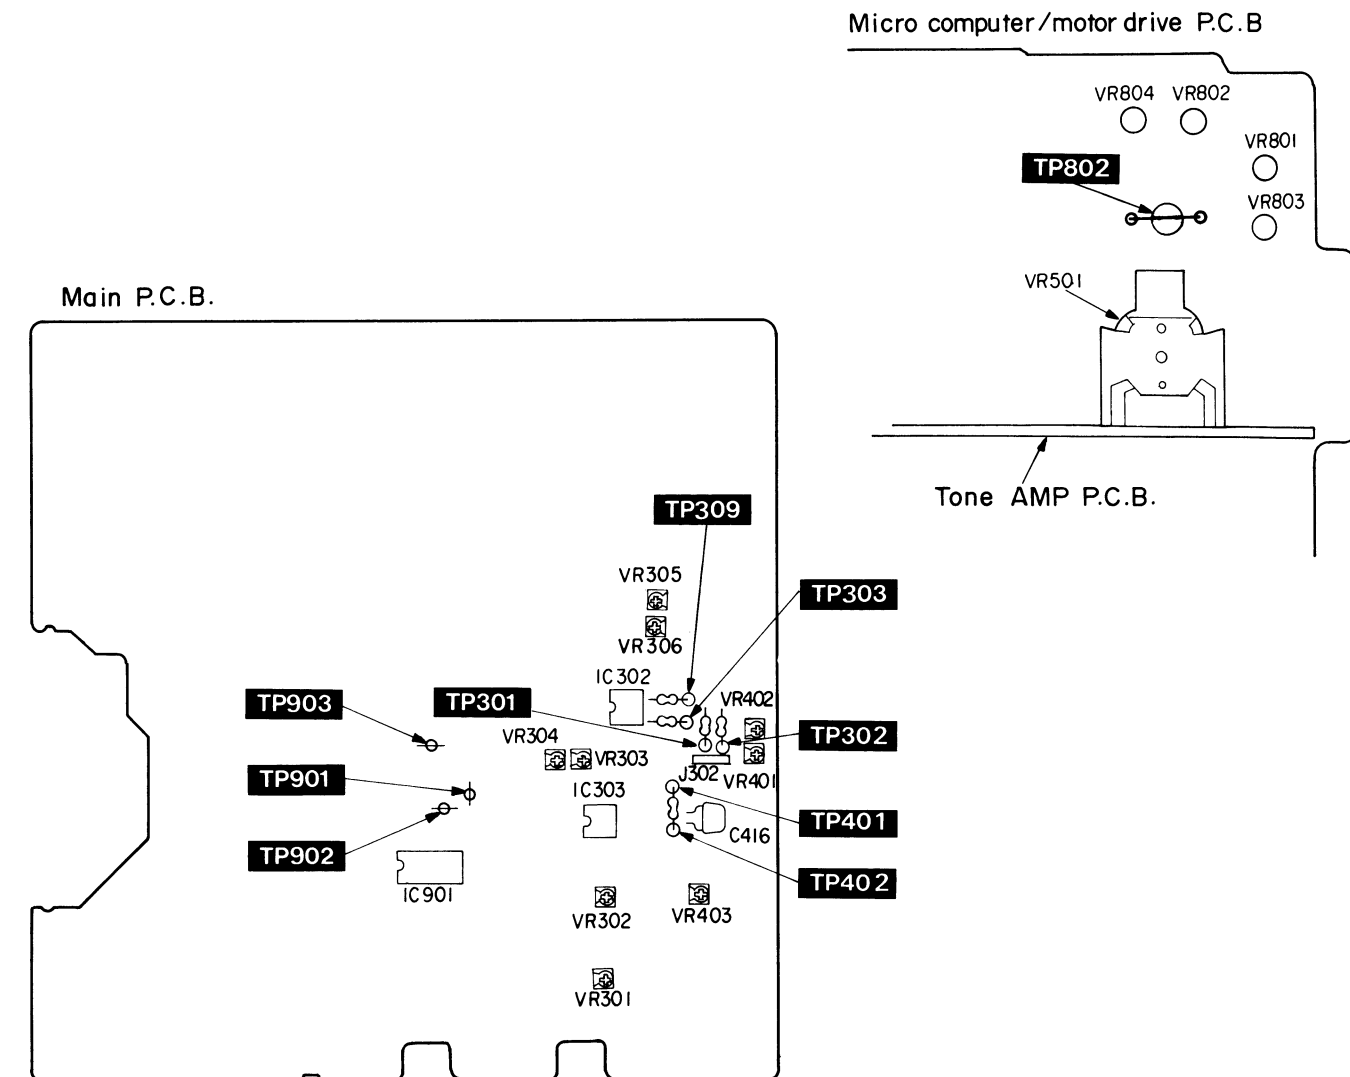 Micro computer/motor drive P.C.B
VR804 VR802
VR801
TP802
VR803
VR501
Main P.C.B.
Tone AMP P.C.B.
TP309
VR305
TP303
VR306
IC302
TP903
TP301
VR402
VR304
TP302
VR303
J302
VR401
TP901
IC303
TP401
C416
TP902
TP402
IC901
VR302
VR403
VR301